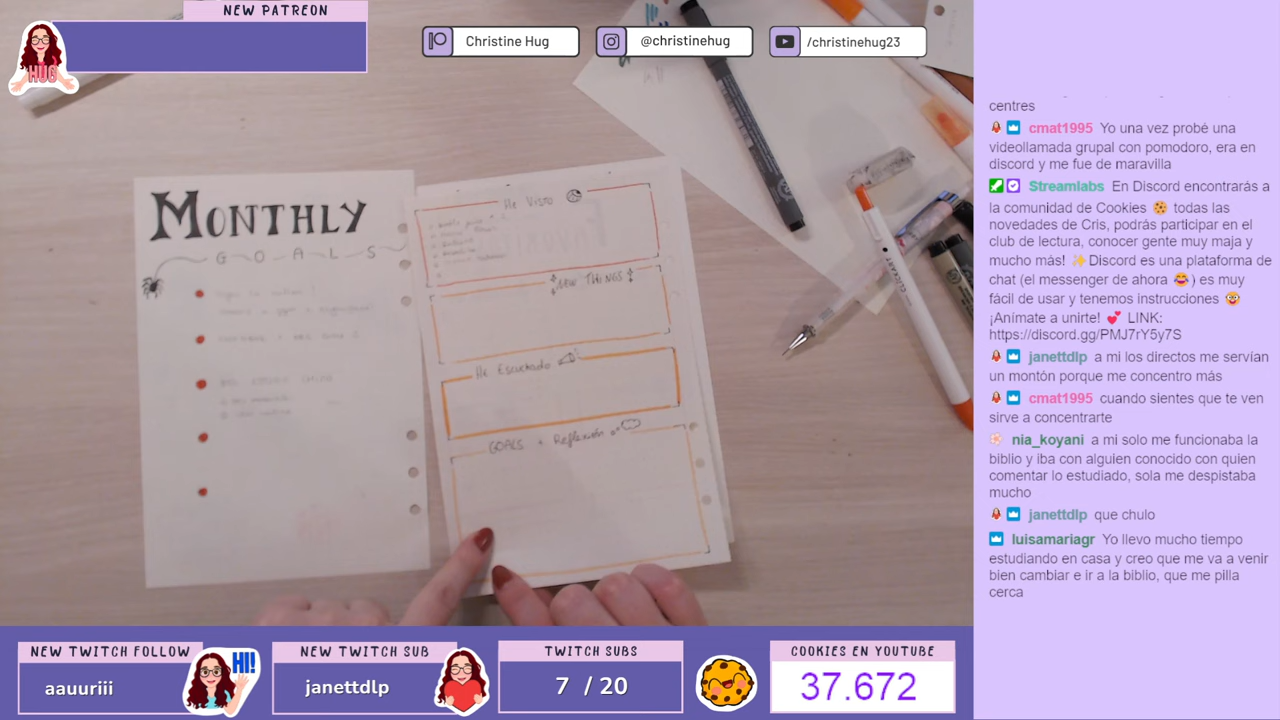 NEW PATREON
HUG
Christine Hug
@christinehug
/christinehug23
MONTHLY
GOALS
He Visto
NEW THINGS
He Escuchado
GOALS + Reflexión
centres
cmat1995 Yo una vez probé una
videollamada grupal con pomodoro, era en
discord y me fue de maravilla
Streamlabs En Discord encontrarás a
la comunidad de Cookies 🍪 todas las
novedades de Cris, podrás participar en el
club de lectura, conocer gente muy maja y
mucho más! ✨Discord es una plataforma de
chat (el messenger de ahora 😂) es muy
fácil de usar y tenemos instrucciones 🤓
¡Anímate a unirte! 💕 LINK:
https://discord.gg/PMJ7rY5y7S
janettdlp a mi los directos me servían
un montón porque me concentro más
cmat1995 cuando sientes que te ven
sirve a concentrarte
nia_koyani a mi solo me funcionaba la
biblio y iba con alguien conocido con quien
comentar lo estudiado, sola me despistaba
mucho
janettdlp que chulo
luisamariagr Yo llevo mucho tiempo
estudiando en casa y creo que me va a venir
bien cambiar e ir a la biblio, que me pilla
cerca
NEW TWITCH FOLLOW
aauuriii
HI!
NEW TWITCH SUB
janettdlp
TWITCH SUBS
7 / 20
COOKIES EN YOUTUBE
37.672